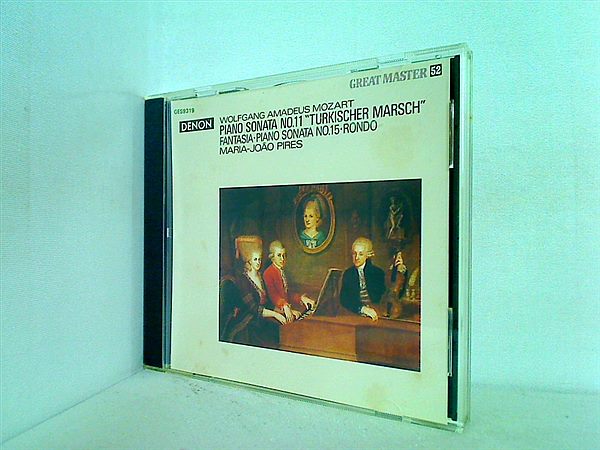 GREAT MASTER 52
GES9219
DENON
WOLFGANG AMADEUS MOZART
PIANO SONATA NO.11 "TURKISCHER MARSCH"
FANTASIA·PIANO SONATA NO.15·RONDO
MARIA-JOÃO PIRES